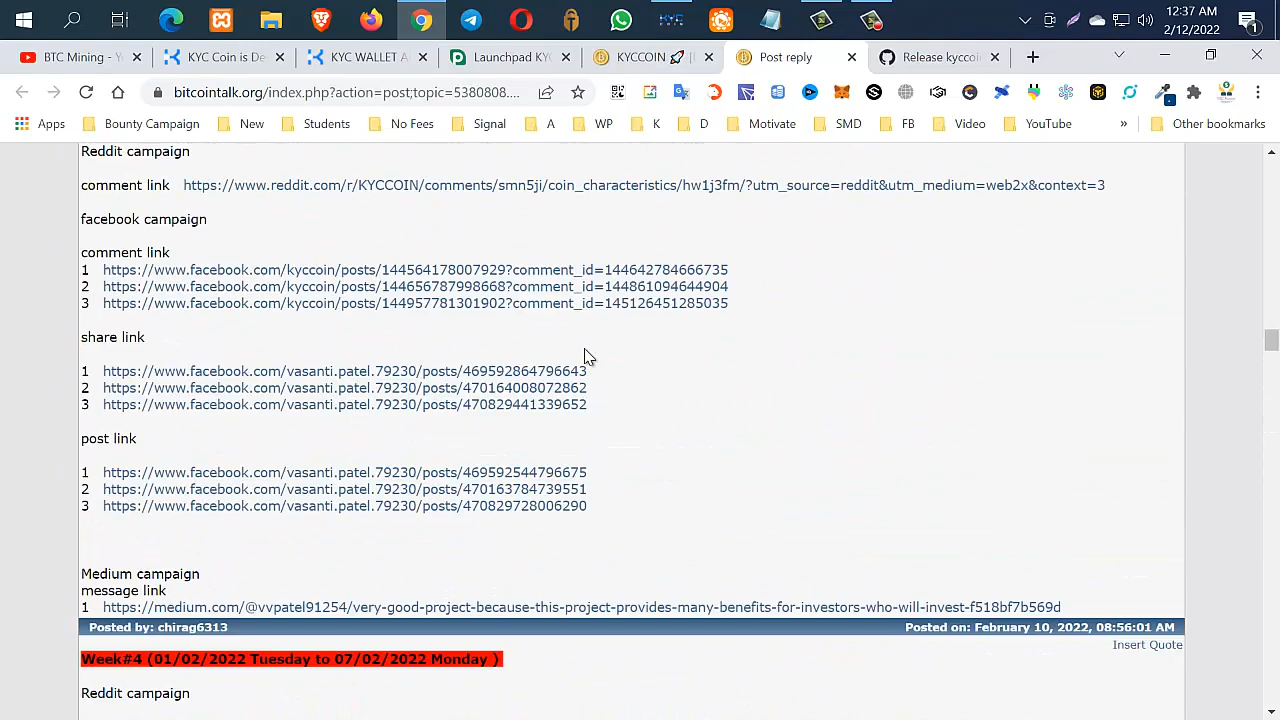 12:37 AM
2/12/2022
1
BTC Mining - Y
KYC Coin is De
KYC WALLET A
Launchpad KY
KYCCOIN 🚀 |
Post reply
Release kyccoi
bitcointalk.org/index.php?action=post;topic=5380808....
Apps
Bounty Campaign
New
Students
No Fees
Signal
A
WP
K
D
Motivate
SMD
FB
Video
YouTube
»
Other bookmarks
Reddit campaign
comment link https://www.reddit.com/r/KYCCOIN/comments/smn5ji/coin_characteristics/hw1j3fm/?utm_source=reddit&utm_medium=web2x&context=3
facebook campaign
comment link
1 https://www.facebook.com/kyccoin/posts/144564178007929?comment_id=144642784666735
2 https://www.facebook.com/kyccoin/posts/144656787998668?comment_id=144861094644904
3 https://www.facebook.com/kyccoin/posts/144957781301902?comment_id=145126451285035
share link
1 https://www.facebook.com/vasanti.patel.79230/posts/469592864796643
2 https://www.facebook.com/vasanti.patel.79230/posts/470164008072862
3 https://www.facebook.com/vasanti.patel.79230/posts/470829441339652
post link
1 https://www.facebook.com/vasanti.patel.79230/posts/469592544796675
2 https://www.facebook.com/vasanti.patel.79230/posts/470163784739551
3 https://www.facebook.com/vasanti.patel.79230/posts/470829728006290
Medium campaign
message link
1 https://medium.com/@vvpatel91254/very-good-project-because-this-project-provides-many-benefits-for-investors-who-will-invest-f518bf7b569d
Posted by: chirag6313 Posted on: February 10, 2022, 08:56:01 AM
Insert Quote
Week#4 (01/02/2022 Tuesday to 07/02/2022 Monday )
Reddit campaign